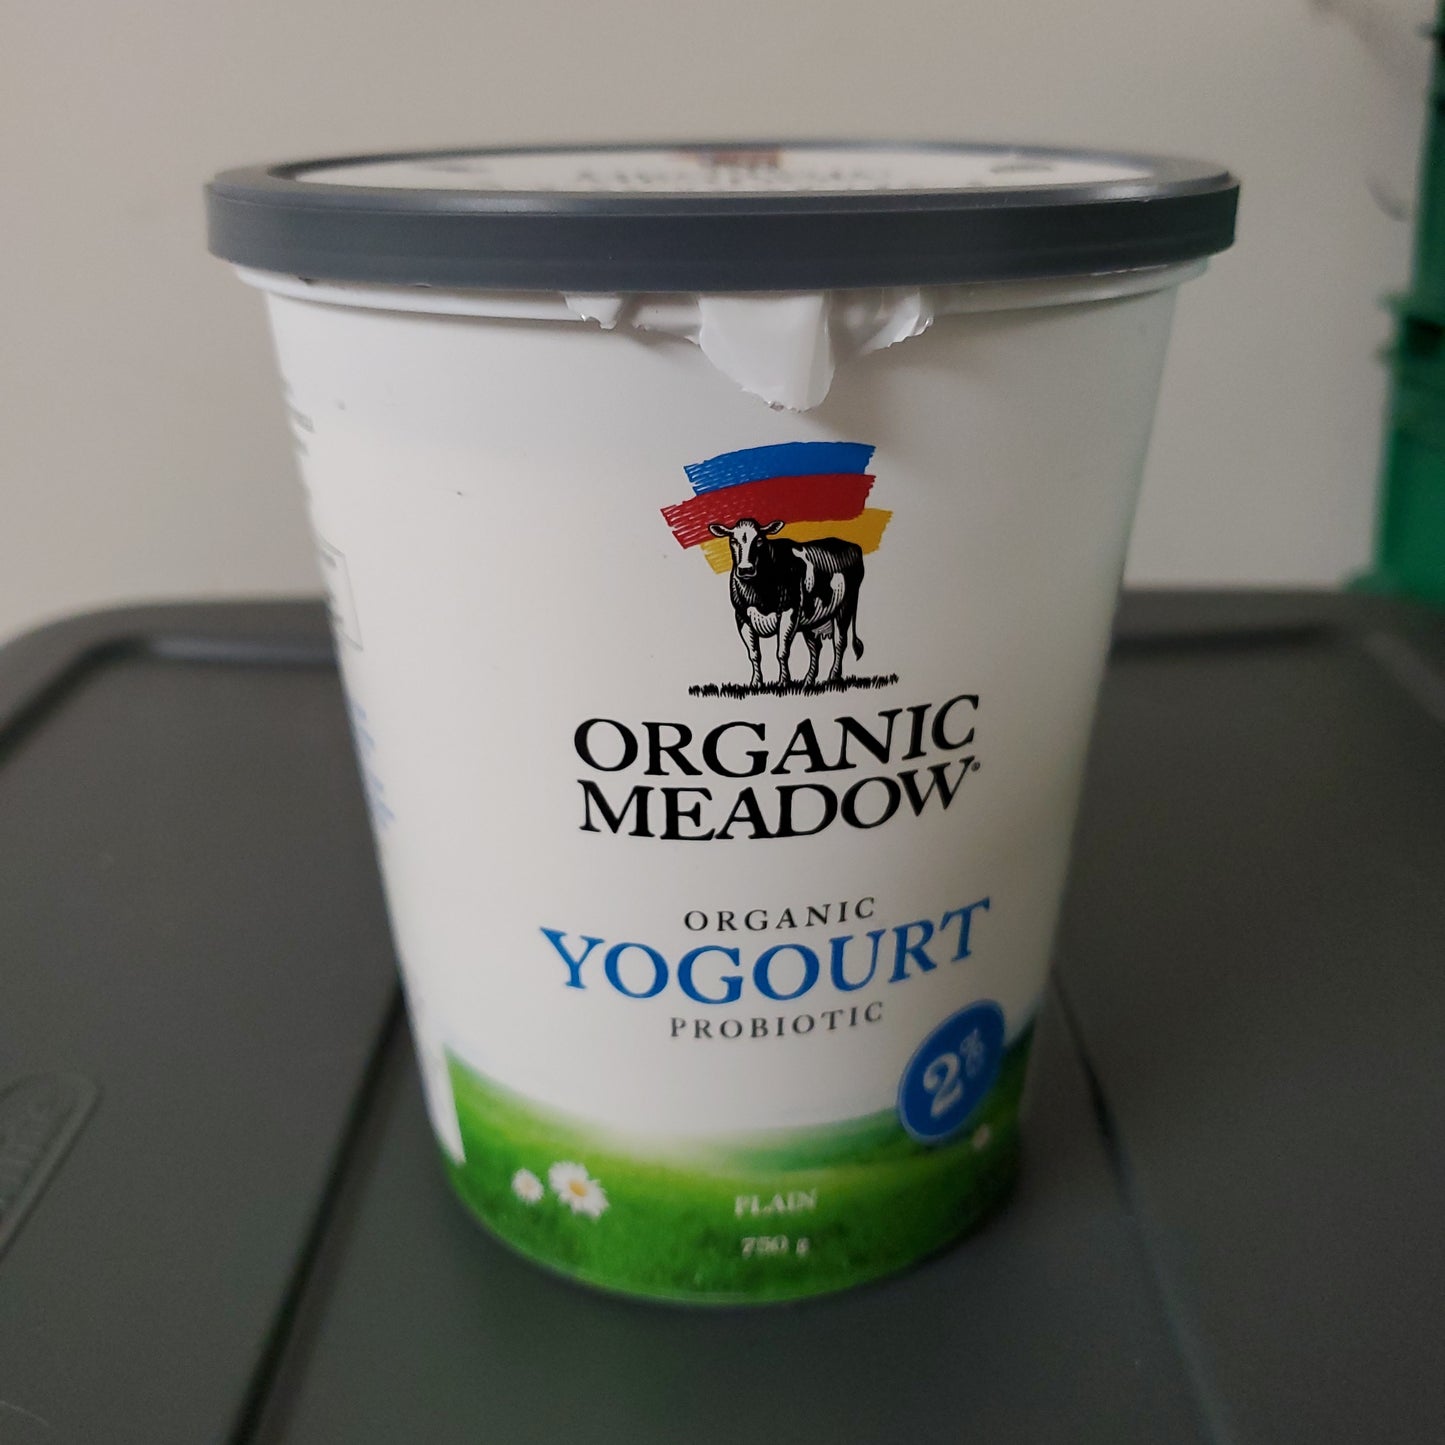 ORGANIC
MEADOW®
ORGANIC
YOGOURT
PROBIOTIC
2%
PLAIN
750 g